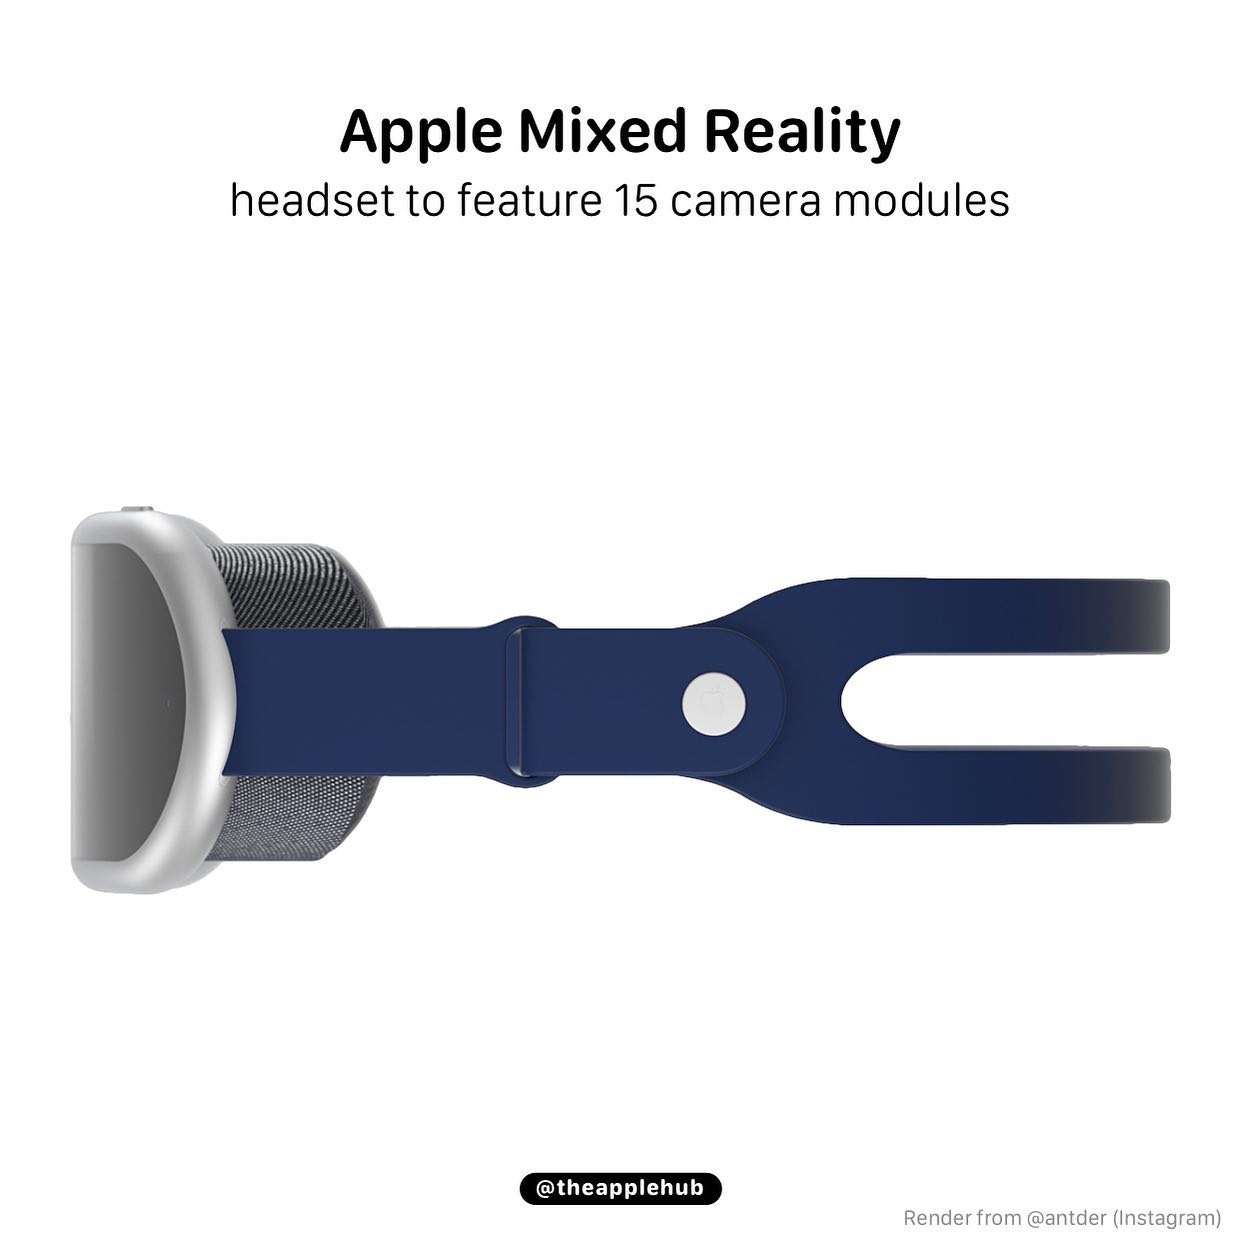 Apple Mixed Reality
headset to feature 15 camera modules
@theapplehub
Render from @antder (Instagram)